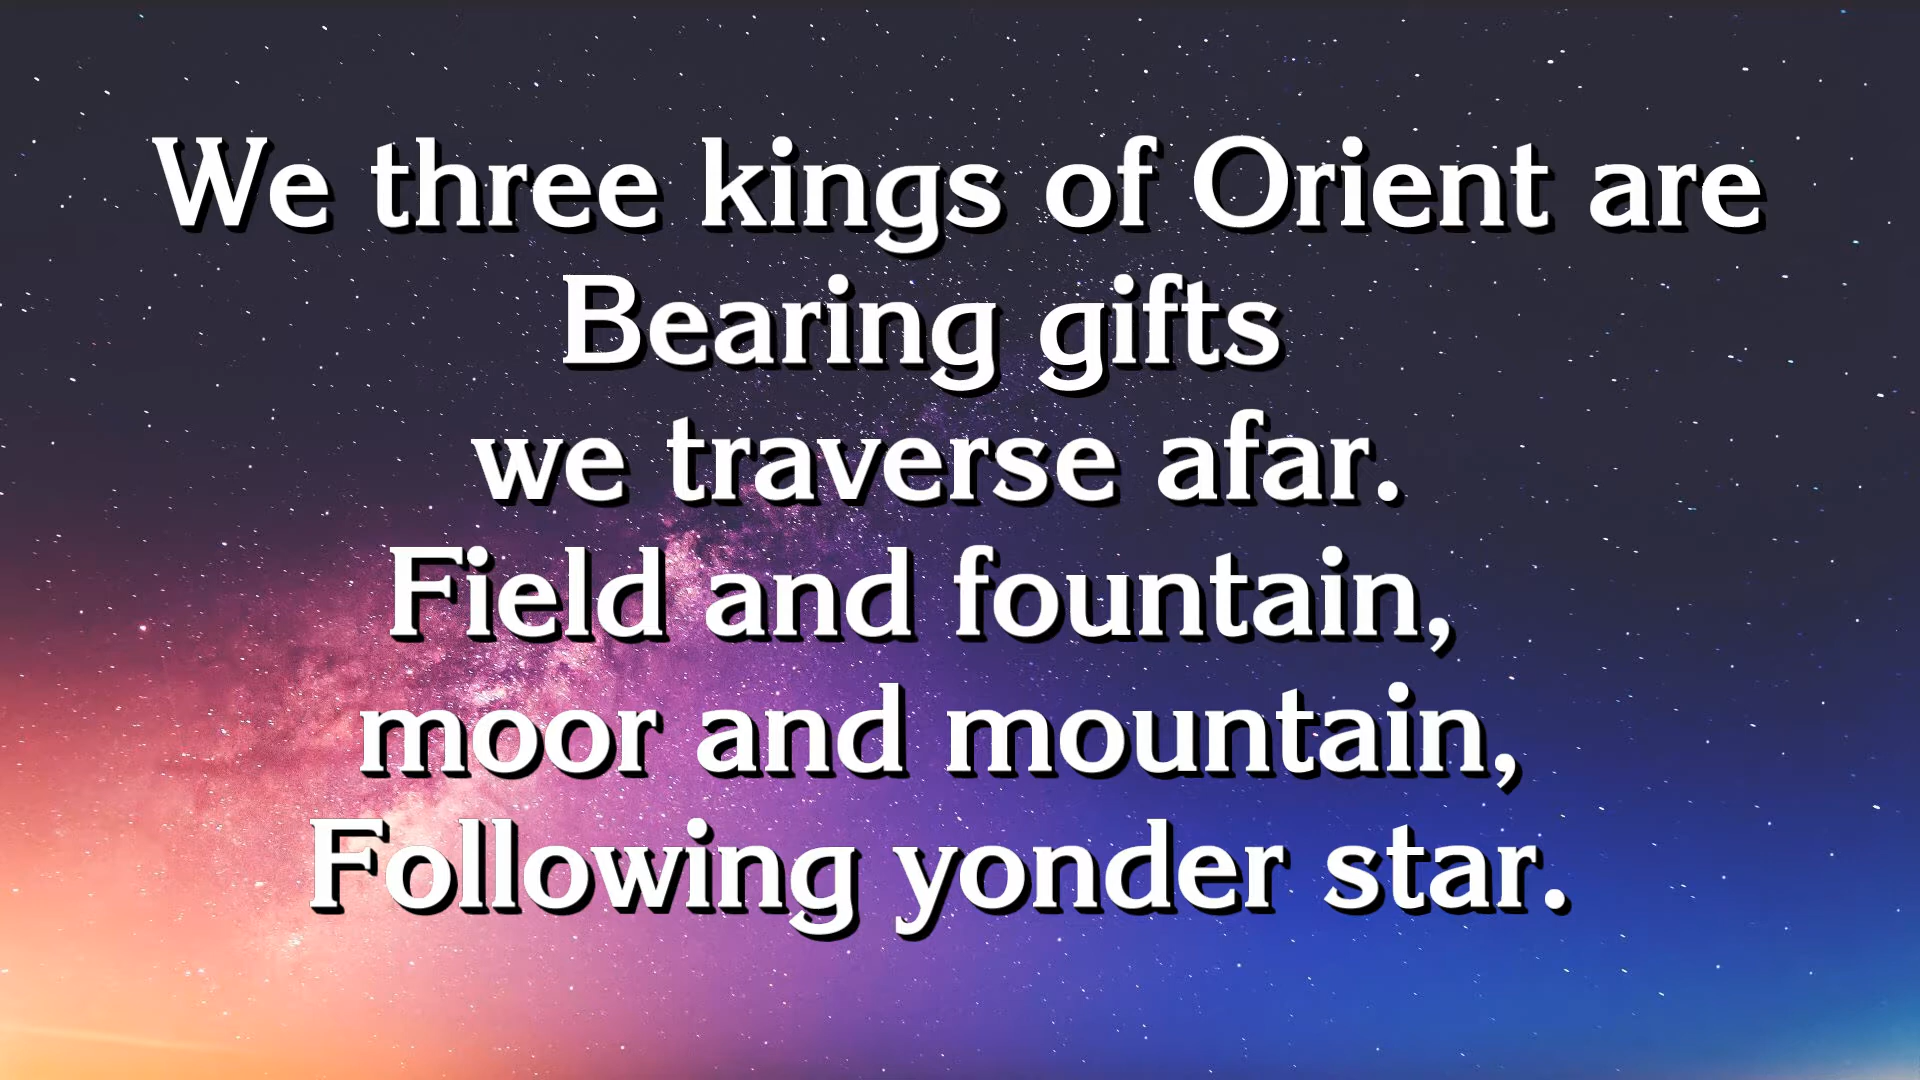 We three kings of Orient are
Bearing gifts
we traverse afar.
Field and fountain,
moor and mountain,
Following yonder star.